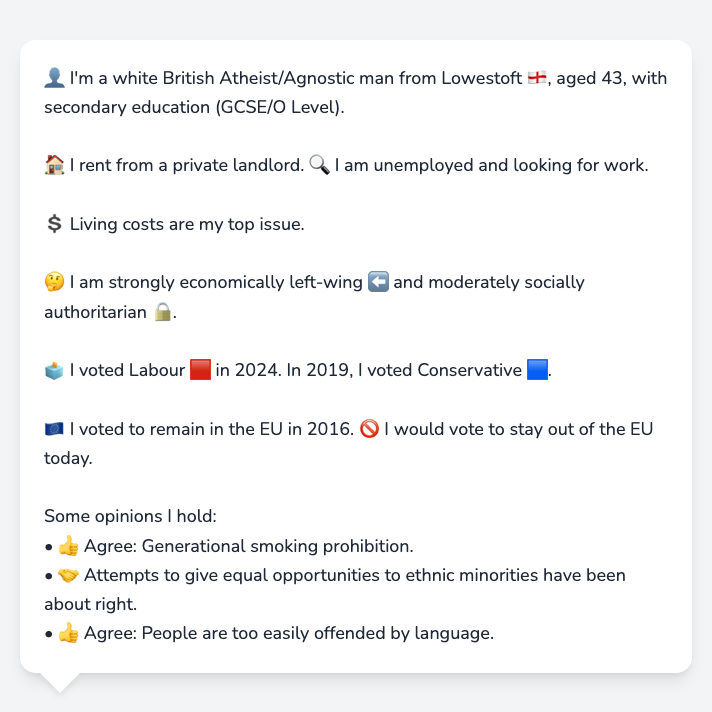 👤 I'm a white British Atheist/Agnostic man from Lowestoft 🏴󠁧󠁢󠁥󠁮󠁧󠁿, aged 43, with
secondary education (GCSE/O Level).
🏠 I rent from a private landlord. 🔍 I am unemployed and looking for work.
💲 Living costs are my top issue.
🤔 I am strongly economically left-wing ⬅️ and moderately socially
authoritarian 🔒.
🗳️ I voted Labour 🟥 in 2024. In 2019, I voted Conservative 🟦.
🇪🇺 I voted to remain in the EU in 2016. 🚫 I would vote to stay out of the EU
today.
Some opinions I hold:
• 👍 Agree: Generational smoking prohibition.
• 🤝 Attempts to give equal opportunities to ethnic minorities have been
about right.
• 👍 Agree: People are too easily offended by language.